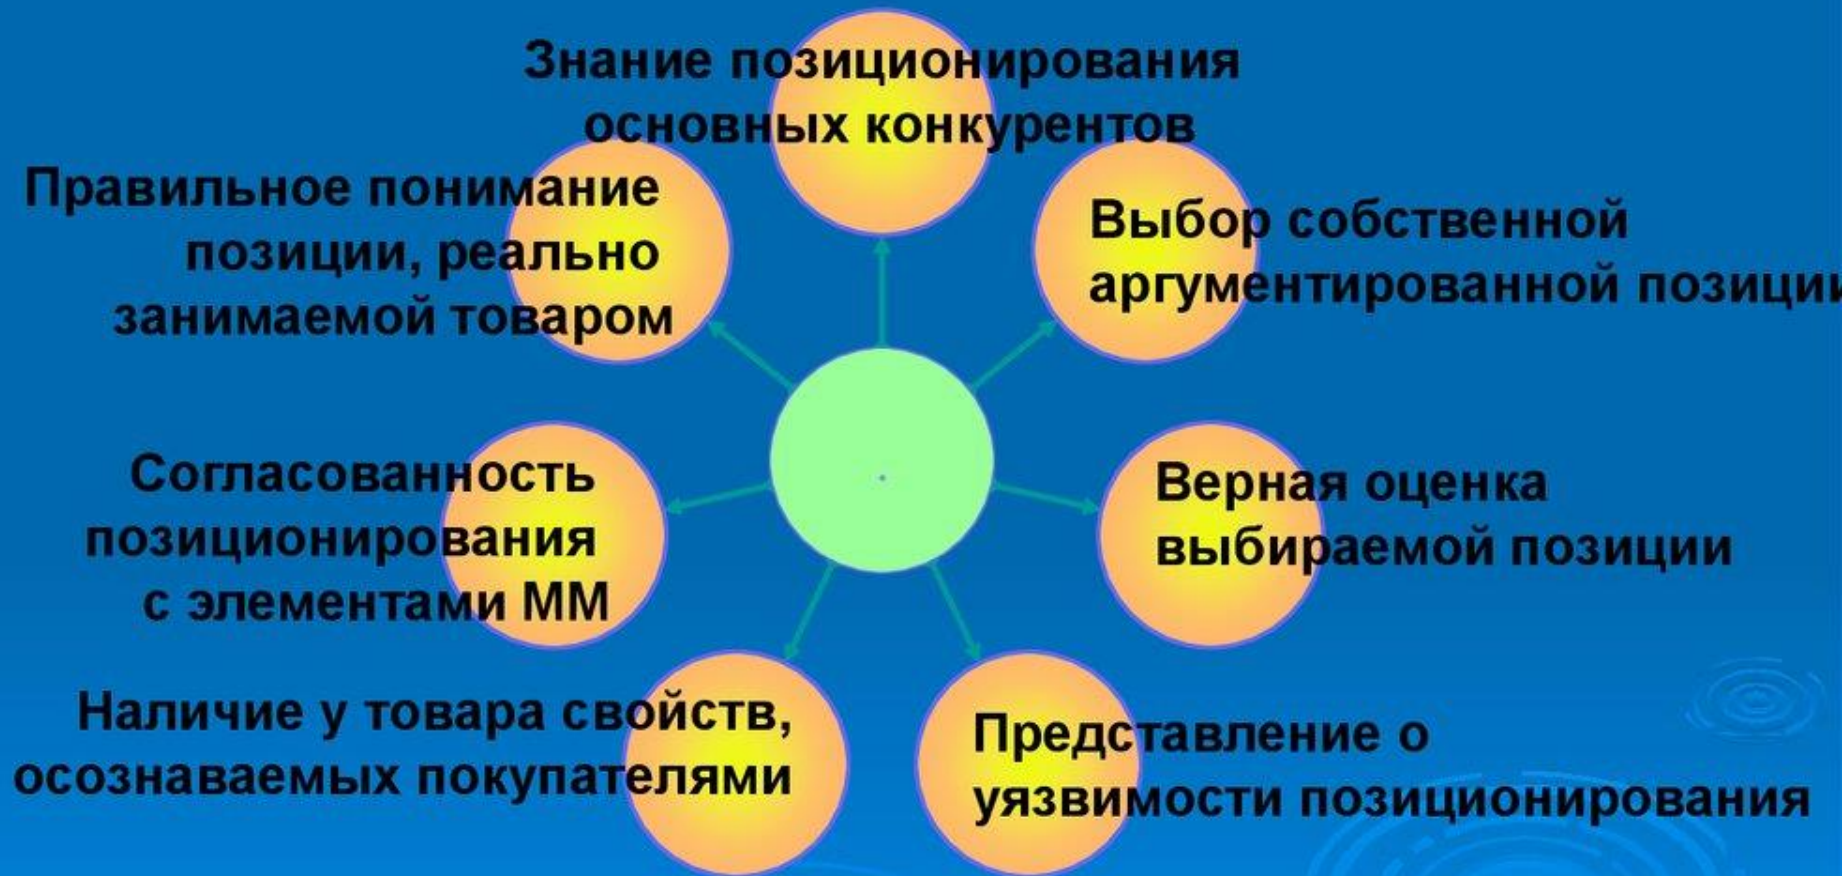 Знание позиционирования
основных конкурентов
Правильное понимание
позиции, реально
занимаемой товаром
Выбор собственной
аргументированной позиции
Согласованность
позиционирования
с элементами ММ
Верная оценка
выбираемой позиции
Наличие у товара свойств,
осознаваемых покупателями
Представление о
уязвимости позиционирования